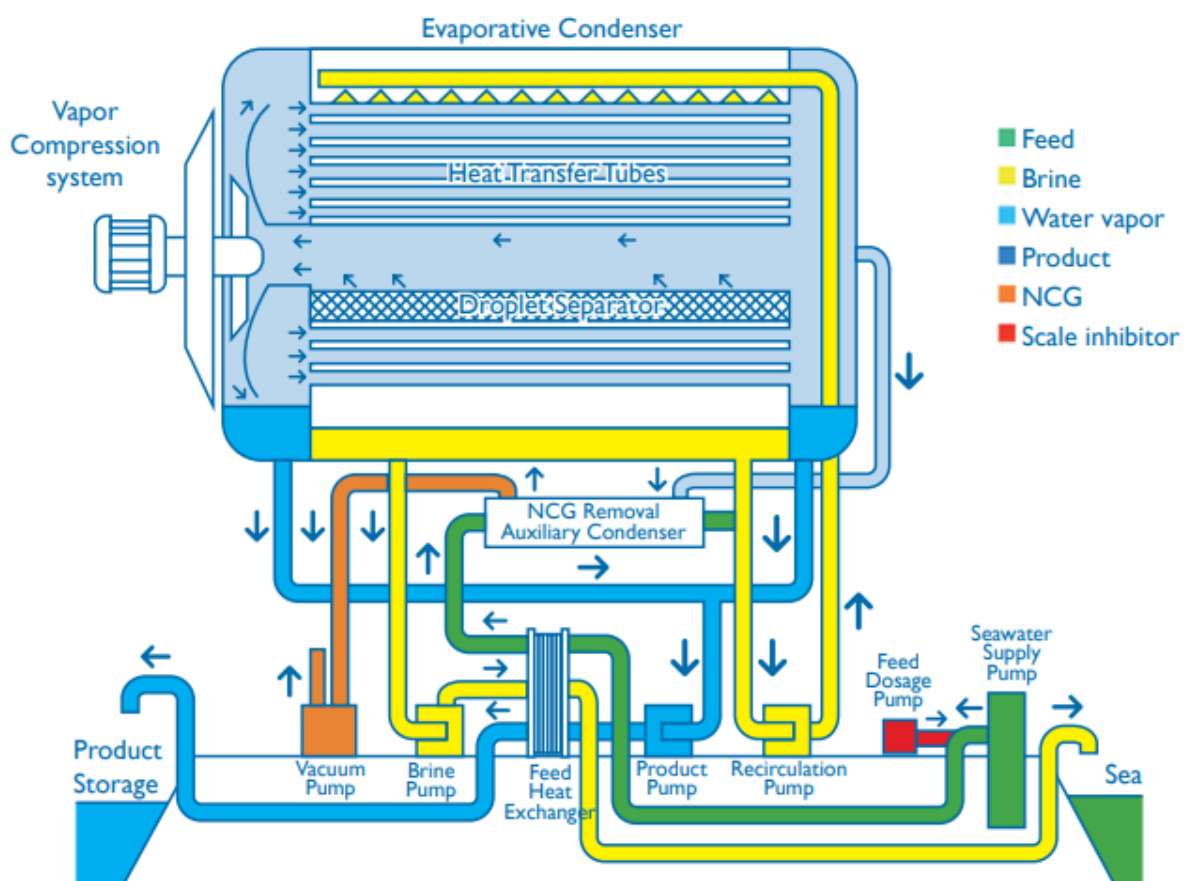 Evaporative Condenser
Vapor
Compression
system
Heat Transfer Tubes
Droplet Separator
Feed
Brine
Water vapor
Product
NCG
Scale inhibitor
NCG Removal
Auxiliary Condenser
Seawater
Supply
Pump
Feed
Dosage
Pump
Product
Storage
Vacuum
Pump
Brine
Pump
Feed
Heat
Exchanger
Product
Pump
Recirculation
Pump
Sea